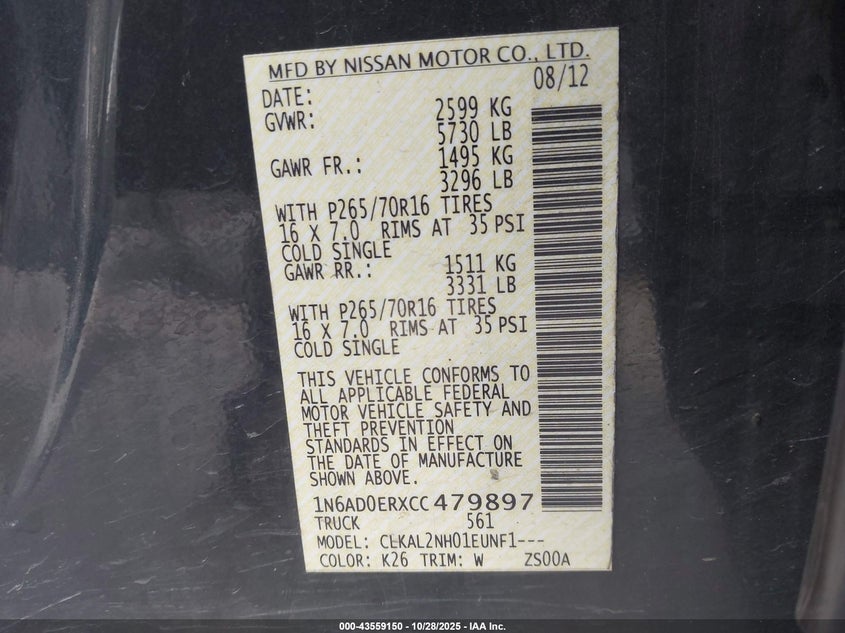 MFD BY NISSAN MOTOR CO., LTD.
DATE: 08/12
GVWR: 2599 KG
5730 LB
GAWR FR.: 1495 KG
3296 LB
WITH P265/70R16 TIRES
16 X 7.0 RIMS AT 35 PSI
COLD SINGLE
GAWR RR.: 1511 KG
3331 LB
WITH P265/70R16 TIRES
16 X 7.0 RIMS AT 35 PSI
COLD SINGLE
THIS VEHICLE CONFORMS TO
ALL APPLICABLE FEDERAL
MOTOR VEHICLE SAFETY AND
THEFT PREVENTION
STANDARDS IN EFFECT ON
THE DATE OF MANUFACTURE
SHOWN ABOVE.
1N6AD0ERXCC479897
TRUCK 561
MODEL: CLKAL2NH01EUNF1---
COLOR: K26 TRIM: W ZS00A
000-43559150 - 10/28/2025 - IAA Inc.